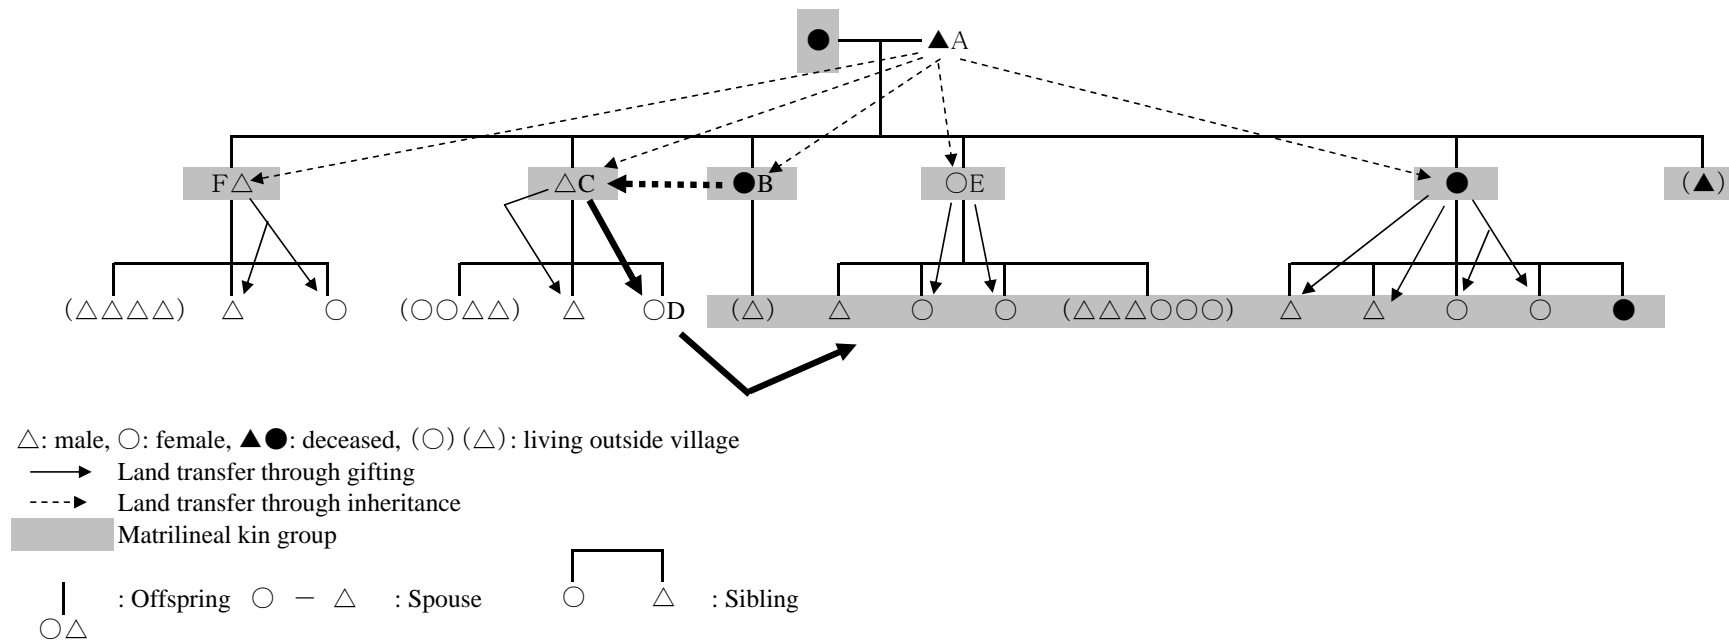 ●▲A
F△ △C ●B ○E ● (▲)
(△△△△) △ ○ (○○△△) △ ○D (△) △ ○ ○ (△△△○○○) △ △ ○ ○ ●
△: male, ○: female, ▲●: deceased, (○)(△): living outside village
Land transfer through gifting
Land transfer through inheritance
Matrilineal kin group
: Offspring ○ － △ : Spouse : Sibling
○△ ○ △